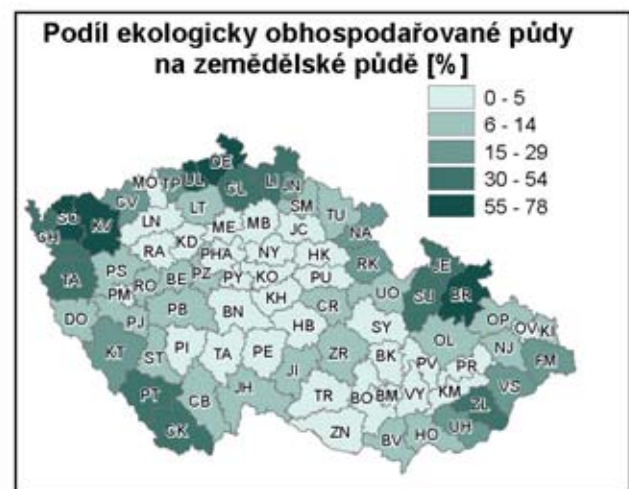 Podíl ekologicky obhospodařované půdy
na zemědělské půdě [%]
0 - 5
6 - 14
15 - 29
30 - 54
55 - 78
DE
MO TP UL CL LI JN
SO KV CV LT SM TU
CH LN ME MB JC NA
RA KD PHA NY HK RK JE
TA PS RO BE PZ PY KO PU SU BR
PM KH CR UO OP OV KI
DO PJ PB BN HB SY OL NJ
KT ST PI TA PE JI ZR BK PV PR FM
PT CB JH TR BO BM VY KM ZL VS
CK ZN BV HO UH